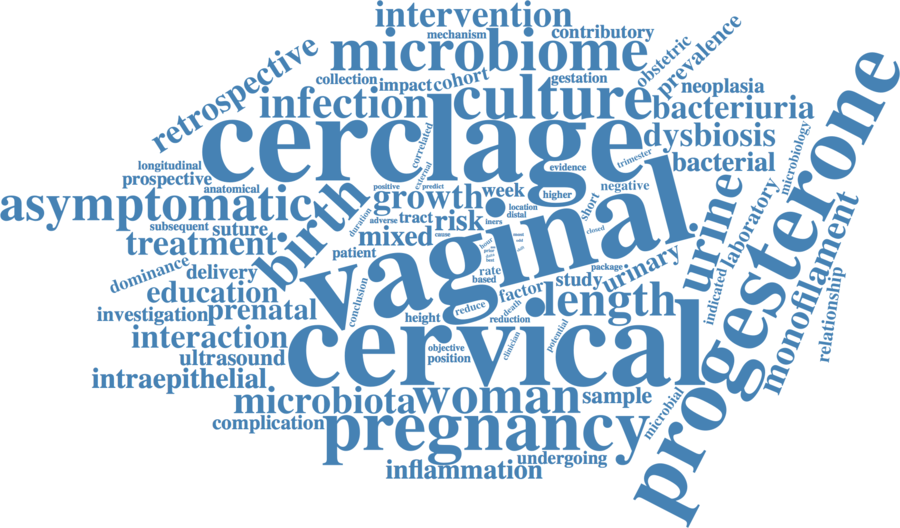 intervention
mechanism
contributory
microbiome
retrospective
obstetric
prevalence
collection
impact
cohort
gestation
neoplasia
infection
culture
bacteriuria
cerclage
correlated
dysbiosis
evidence
trimester
bacterial
microbiology
longitudinal
prospective
anatomical
external
positive
predict
growth
week
higher
negative
progesterone
asymptomatic
birth
duration
adverse
tract
risk
iners
location
distal
short
closed
subsequent
suture
treatment
mixed
cause
patient
vaginal
urine
laboratory
monofilament
dominance
delivery
rate
based
study
package
urinary
education
conclusion
factor
length
indicated
relationship
investigation
prenatal
height
reduce
death
reduction
interaction
cervical
clinician
potential
ultrasound
objective
position
intraepithelial
microbiota
woman
sample
microbial
complication
pregnancy
undergoing
inflammation